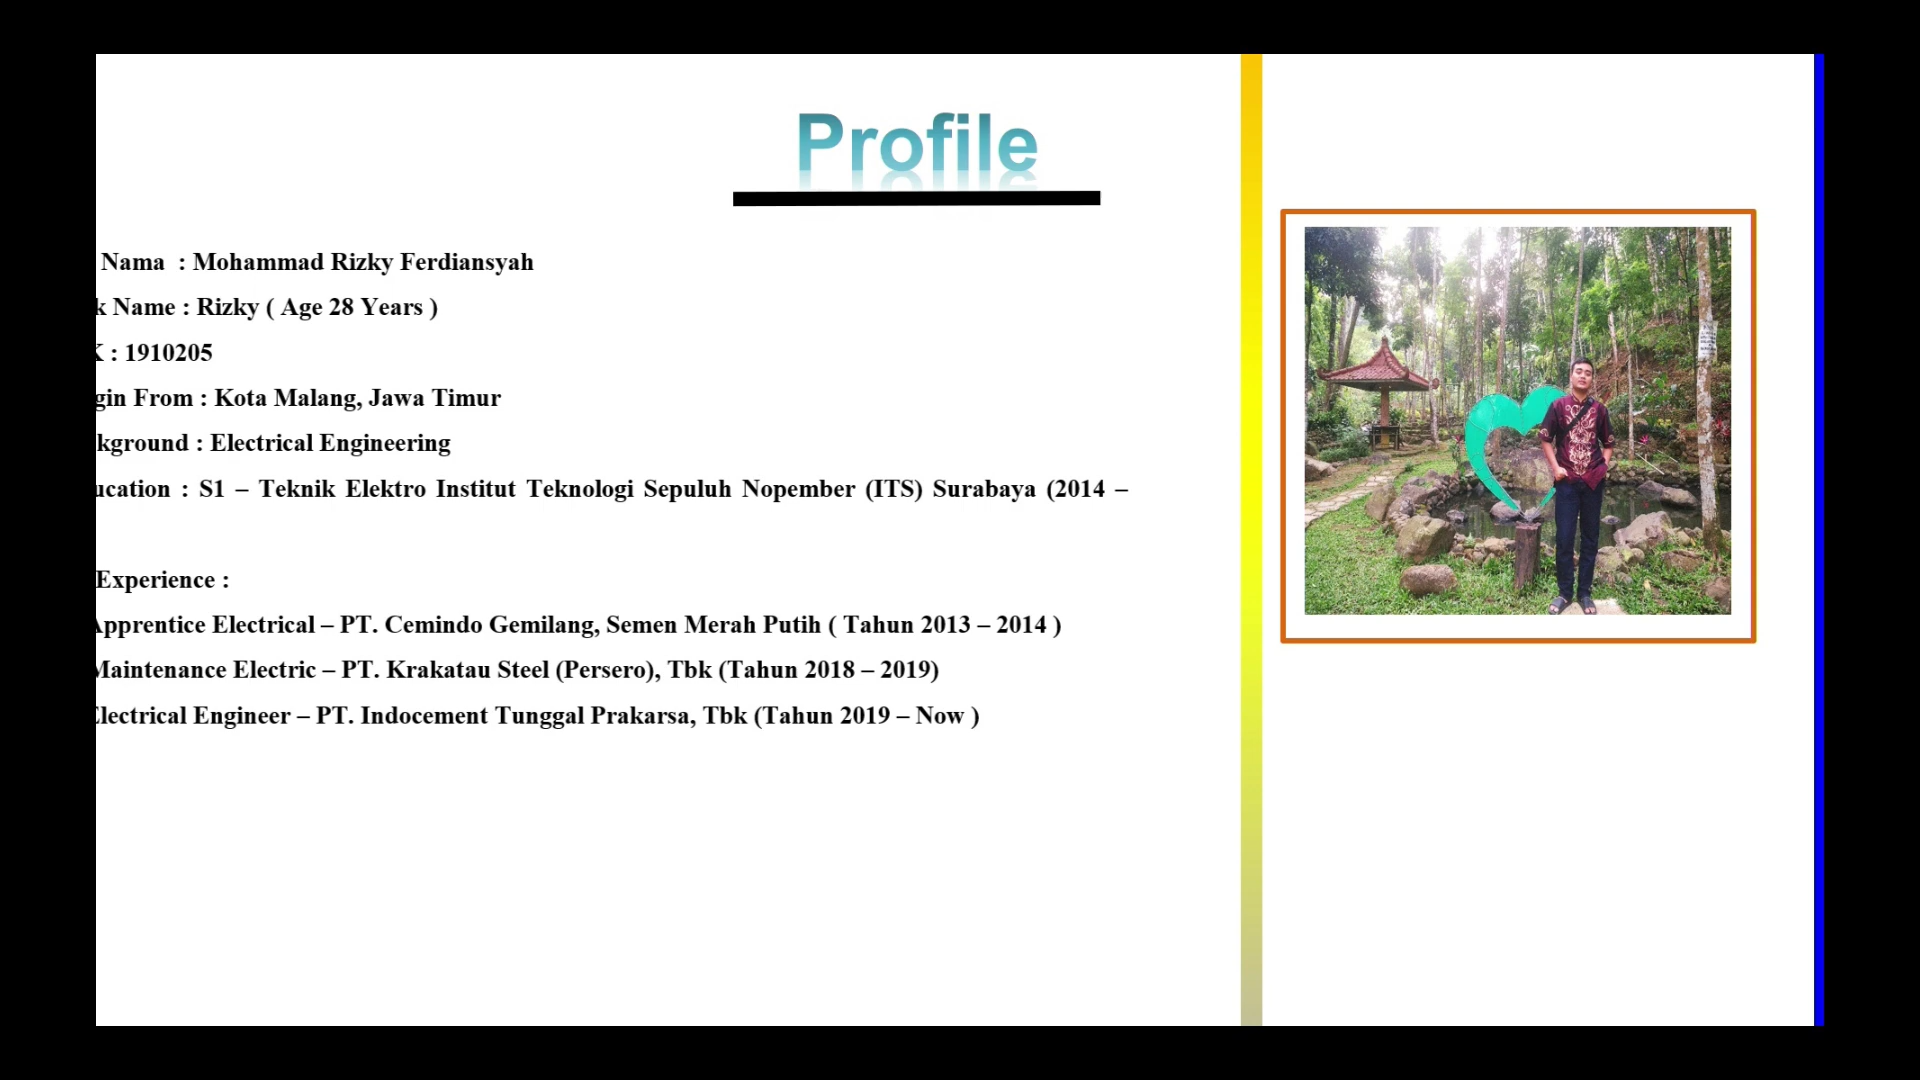 Profile
Nama : Mohammad Rizky Ferdiansyah
k Name : Rizky ( Age 28 Years )
K : 1910205
gin From : Kota Malang, Jawa Timur
kground : Electrical Engineering
ucation : S1 – Teknik Elektro Institut Teknologi Sepuluh Nopember (ITS) Surabaya (2014 –
Experience :
Apprentice Electrical – PT. Cemindo Gemilang, Semen Merah Putih ( Tahun 2013 – 2014 )
Maintenance Electric – PT. Krakatau Steel (Persero), Tbk (Tahun 2018 – 2019)
Electrical Engineer – PT. Indocement Tunggal Prakarsa, Tbk (Tahun 2019 – Now )